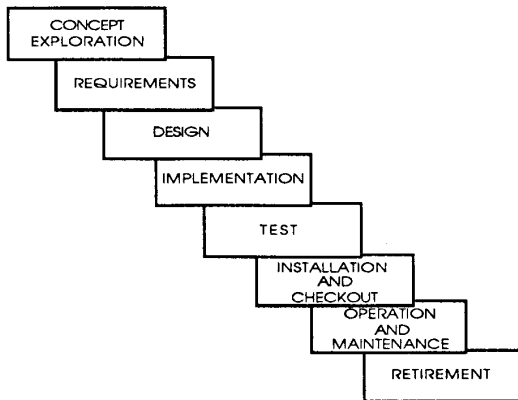 CONCEPT
EXPLORATION
REQUIREMENTS
DESIGN
IMPLEMENTATION
TEST
INSTALLATION
AND
CHECKOUT
OPERATION
AND
MAINTENANCE
RETIREMENT